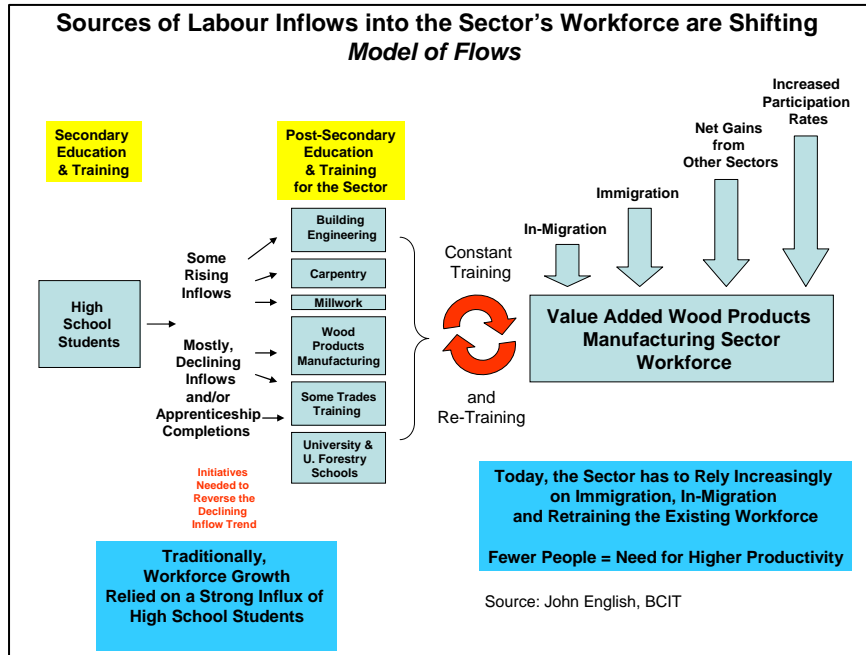 Sources of Labour Inflows into the Sector's Workforce are Shifting
Model of Flows
Secondary
Education
& Training
Post-Secondary
Education
& Training
for the Sector
High
School
Students
Some
Rising
Inflows
Mostly,
Declining
Inflows
and/or
Apprenticeship
Completions
Building
Engineering
Carpentry
Millwork
Wood
Products
Manufacturing
Some Trades
Training
University &
U. Forestry
Schools
Constant
Training
and
Re-Training
In-Migration
Immigration
Net Gains
from
Other Sectors
Increased
Participation
Rates
Value Added Wood Products
Manufacturing Sector
Workforce
Initiatives
Needed to
Reverse the
Declining
Inflow Trend
Traditionally,
Workforce Growth
Relied on a Strong Influx of
High School Students
Today, the Sector has to Rely Increasingly
on Immigration, In-Migration
and Retraining the Existing Workforce
Fewer People = Need for Higher Productivity
Source: John English, BCIT